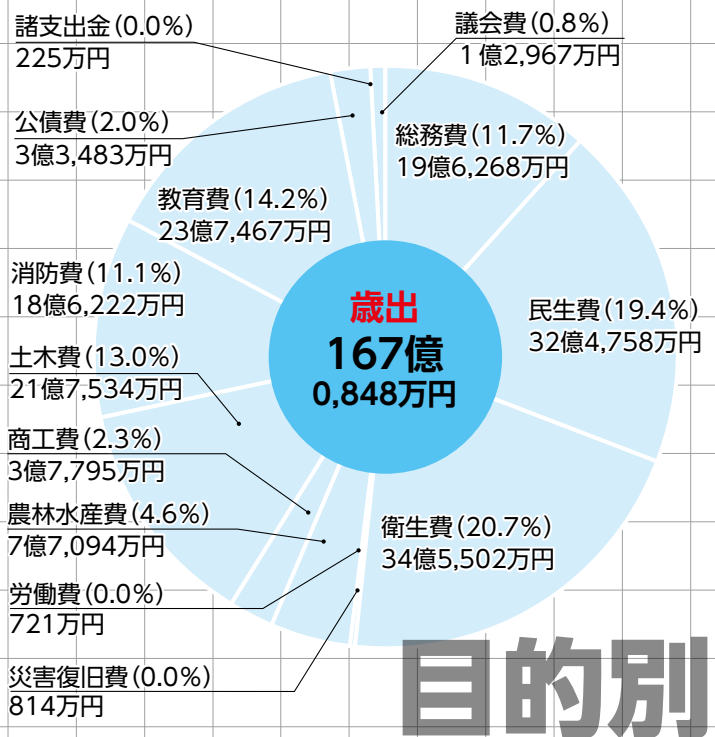 諸支出金(0.0%)
225万円
議会費(0.8%)
1億2,967万円
公債費(2.0%)
3億3,483万円
総務費(11.7%)
19億6,268万円
教育費(14.2%)
23億7,467万円
消防費(11.1%)
18億6,222万円
歳出
167億
0,848万円
民生費(19.4%)
32億4,758万円
土木費(13.0%)
21億7,534万円
商工費(2.3%)
3億7,795万円
農林水産費(4.6%)
7億7,094万円
衛生費(20.7%)
34億5,502万円
労働費(0.0%)
721万円
災害復旧費(0.0%)
814万円
目的別